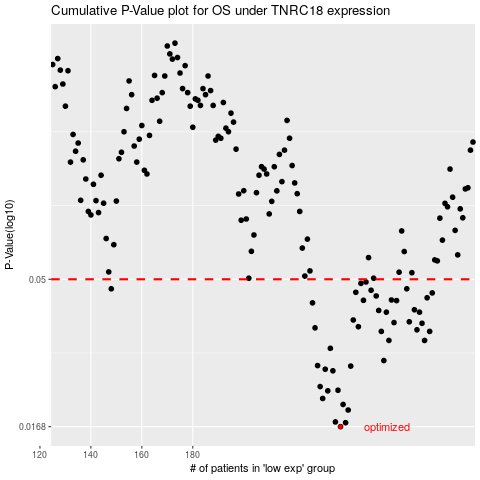 Cumulative P-Value plot for OS under TNRC18 expression
P-Value(log10)
0.05
0.0168
optimized
120 140 160 180
# of patients in 'low exp' group